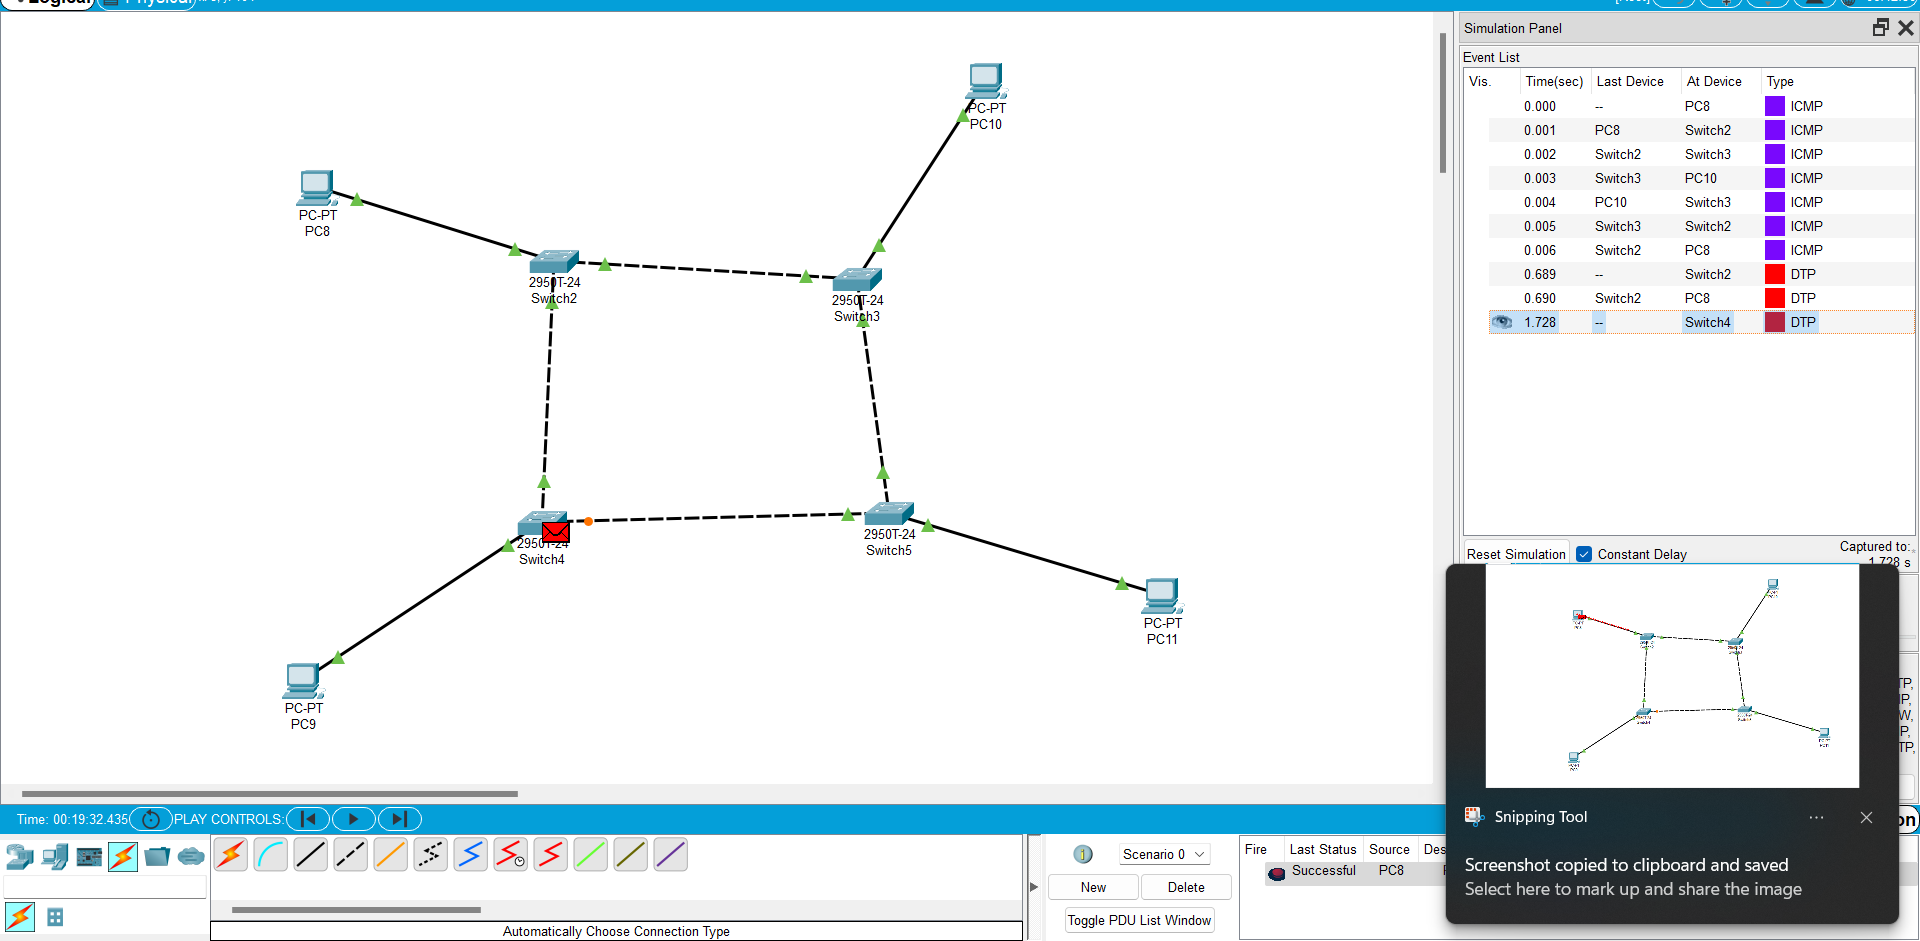 Logical
Physical
[Root]
Simulation Panel
Event List
Vis. Time(sec) Last Device At Device Type
0.000 -- PC8 ICMP
0.001 PC8 Switch2 ICMP
0.002 Switch2 Switch3 ICMP
0.003 Switch3 PC10 ICMP
0.004 PC10 Switch3 ICMP
0.005 Switch3 Switch2 ICMP
0.006 Switch2 PC8 ICMP
0.689 -- Switch2 DTP
0.690 Switch2 PC8 DTP
1.728 -- Switch4 DTP
PC-PT
PC10
PC-PT
PC8
2950T-24
Switch2
2950T-24
Switch3
2950T-24
Switch4
2950T-24
Switch5
PC-PT
PC11
PC-PT
PC9
Reset Simulation Constant Delay Captured to:
1.728 s
Snipping Tool
Screenshot copied to clipboard and saved
Select here to mark up and share the image
Time: 00:19:32.435 PLAY CONTROLS:
Scenario 0
New Delete
Toggle PDU List Window
Fire Last Status Source Des
Successful PC8
Automatically Choose Connection Type